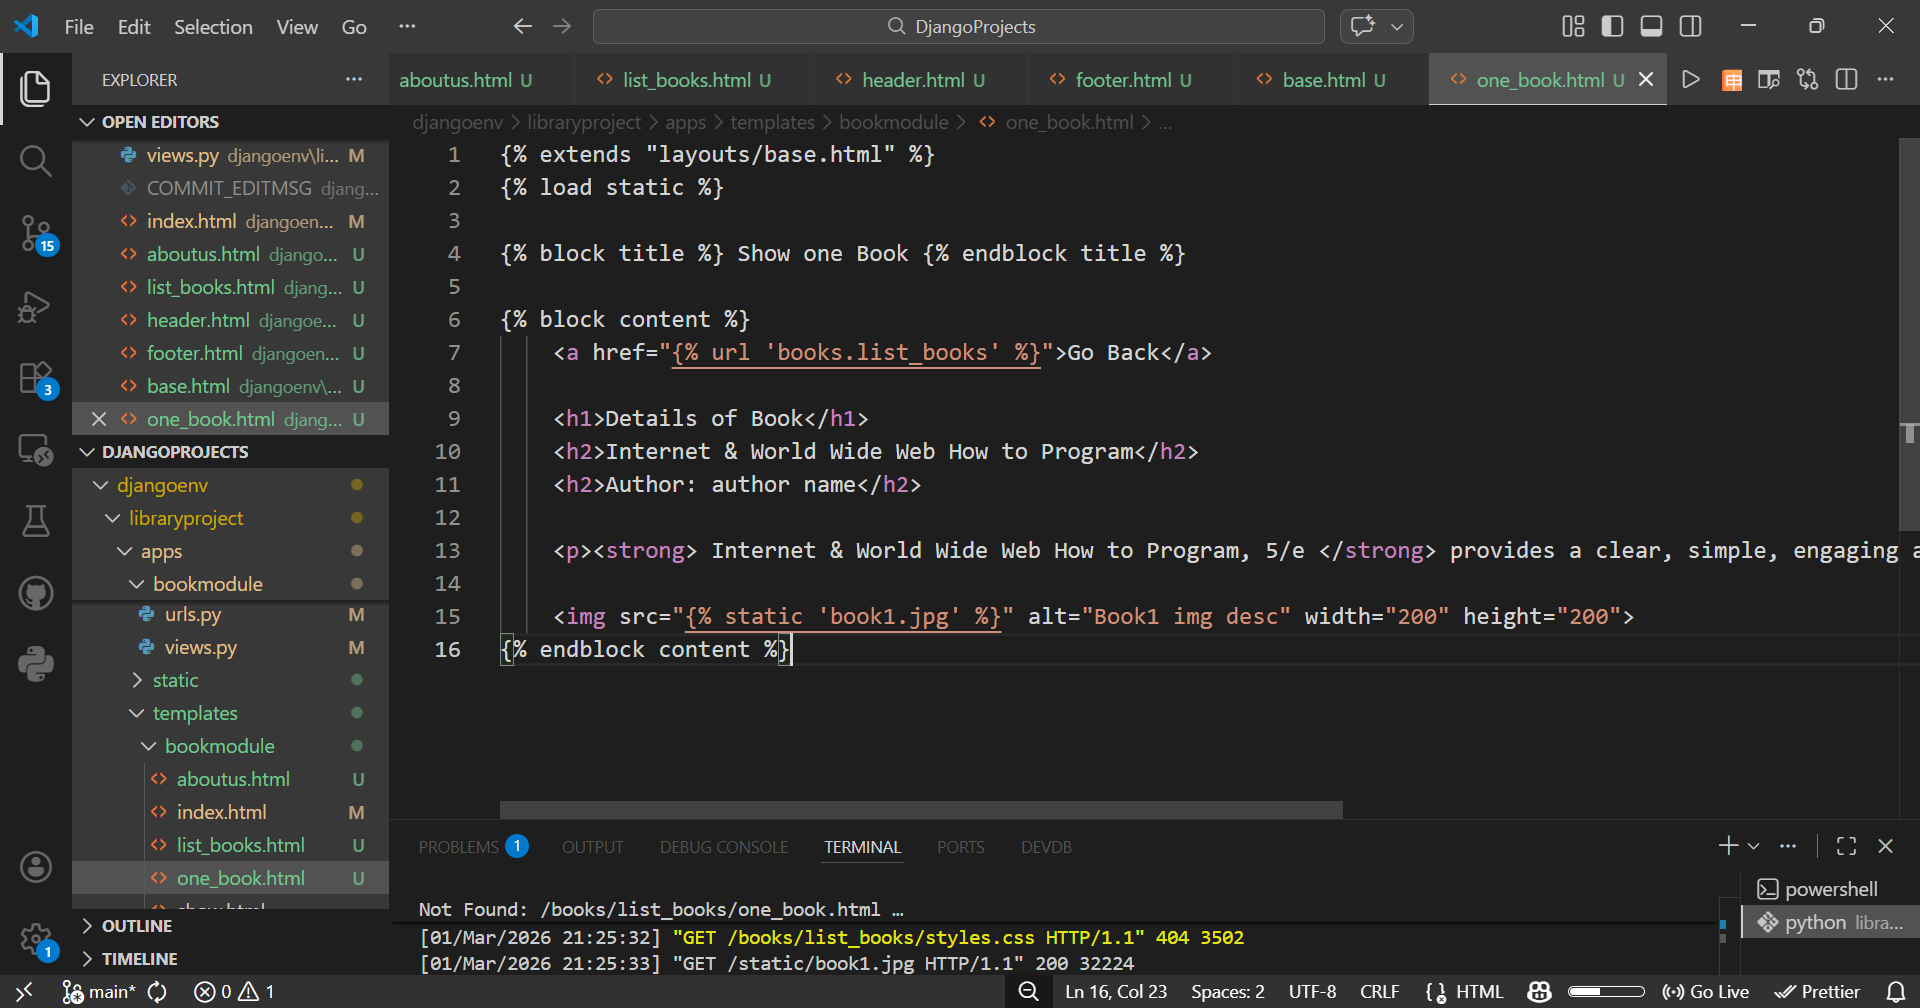 File Edit Selection View Go ··· DjangoProjects
EXPLORER ···
aboutus.html U list_books.html U header.html U footer.html U base.html U one_book.html U
OPEN EDITORS
views.py djangoenv\li... M
COMMIT_EDITMSG djang...
index.html djangoen... M
aboutus.html django... U
list_books.html djang... U
header.html djangoe... U
footer.html djangoen... U
base.html djangoenv\... U
one_book.html djang... U
DJANGOPROJECTS
djangoenv
libraryproject
apps
bookmodule
urls.py M
views.py M
static
templates
bookmodule
aboutus.html U
index.html M
list_books.html U
one_book.html U
OUTLINE
TIMELINE
15
3
1
djangoenv > libraryproject > apps > templates > bookmodule > one_book.html > ...
1 {% extends "layouts/base.html" %}
2 {% load static %}
3
4 {% block title %} Show one Book {% endblock title %}
5
6 {% block content %}
7 <a href="{% url 'books.list_books' %}">Go Back</a>
8
9 <h1>Details of Book</h1>
10 <h2>Internet & World Wide Web How to Program</h2>
11 <h2>Author: author name</h2>
12
13 <p><strong> Internet & World Wide Web How to Program, 5/e </strong> provides a clear, simple, engaging a
14
15 <img src="{% static 'book1.jpg' %}" alt="Book1 img desc" width="200" height="200">
16 {% endblock content %}
PROBLEMS 1 OUTPUT DEBUG CONSOLE TERMINAL PORTS DEVDB
Not Found: /books/list_books/one_book.html …
[01/Mar/2026 21:25:32] "GET /books/list_books/styles.css HTTP/1.1" 404 3502
[01/Mar/2026 21:25:33] "GET /static/book1.jpg HTTP/1.1" 200 32224
powershell
python libra...
main* 0 1 Ln 16, Col 23 Spaces: 2 UTF-8 CRLF HTML Go Live Prettier